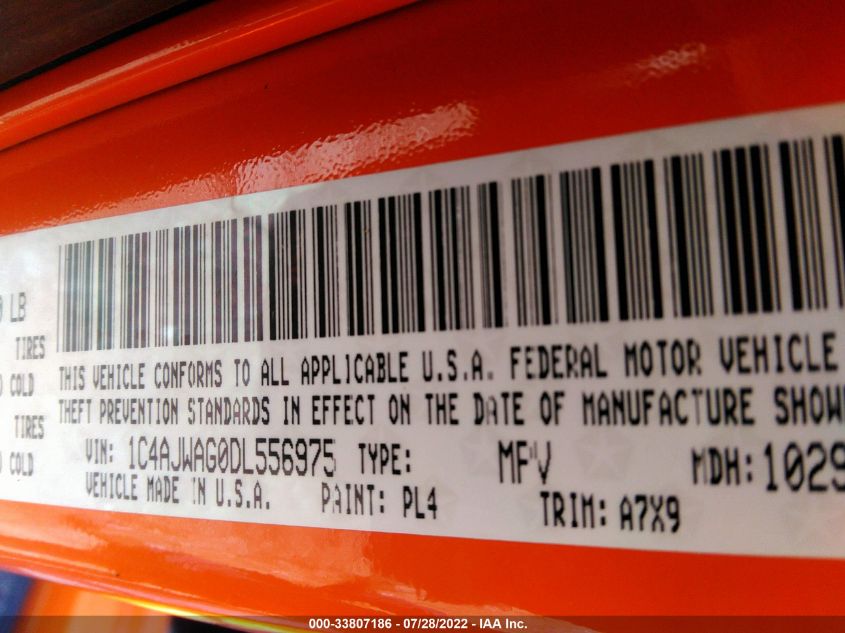 0 LB
TIRES
COLD
TIRES
COLD
THIS VEHICLE CONFORMS TO ALL APPLICABLE U.S.A. FEDERAL MOTOR VEHICLE
THEFT PREVENTION STANDARDS IN EFFECT ON THE DATE OF MANUFACTURE SHOW
VIN: 1C4AJWAG0DL556975 TYPE: MPV MDH: 1029
VEHICLE MADE IN U.S.A. PAINT: PL4 TRIM: A7X9
000-33807186 - 07/28/2022 - IAA Inc.